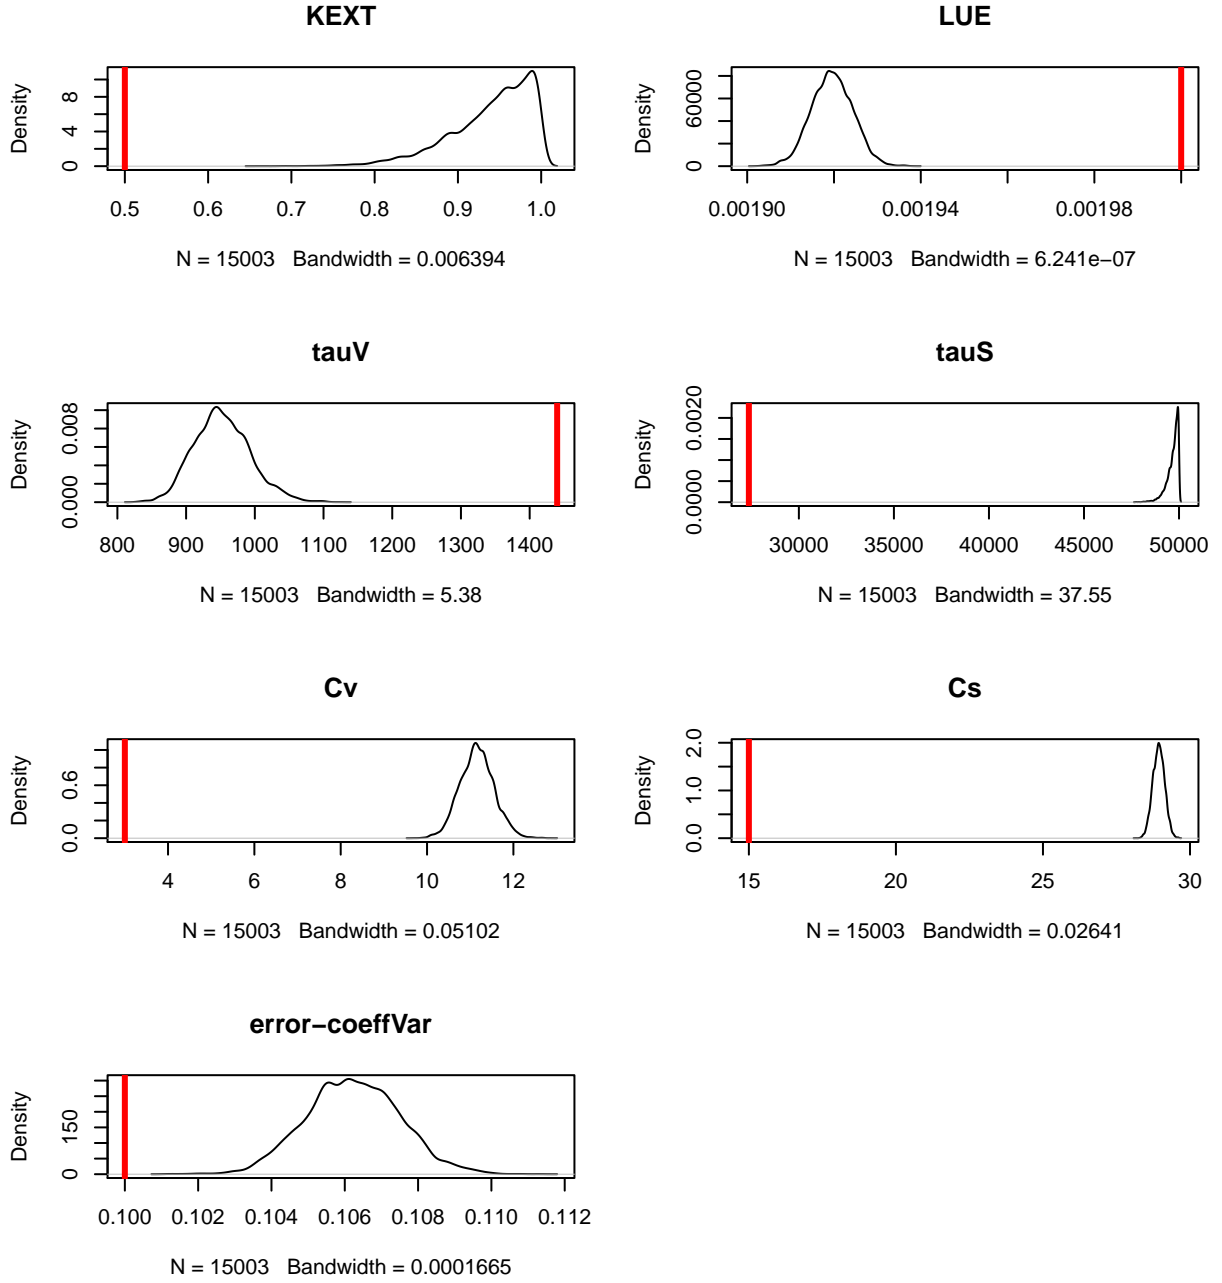 KEXT
Density
0 4 8
0.5 0.6 0.7 0.8 0.9 1.0
N = 15003 Bandwidth = 0.006394
LUE
Density
0 60000
0.00190 0.00194 0.00198
N = 15003 Bandwidth = 6.241e−07
tauV
Density
0.000 0.008
800 900 1000 1100 1200 1300 1400
N = 15003 Bandwidth = 5.38
tauS
Density
0.0000 0.0020
30000 35000 40000 45000 50000
N = 15003 Bandwidth = 37.55
Cv
Density
0.0 0.6
4 6 8 10 12
N = 15003 Bandwidth = 0.05102
Cs
Density
0.0 1.0 2.0
15 20 25 30
N = 15003 Bandwidth = 0.02641
error−coeffVar
Density
0 150
0.100 0.102 0.104 0.106 0.108 0.110 0.112
N = 15003 Bandwidth = 0.0001665